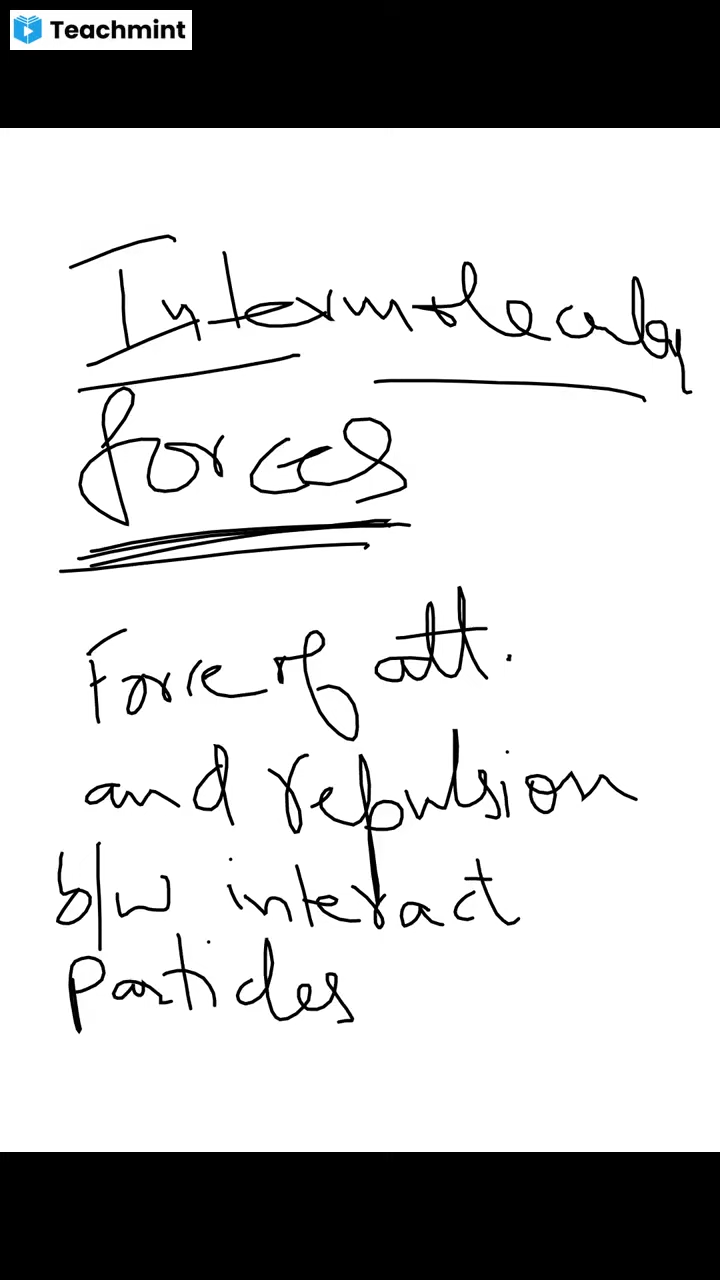 Teachmint
Intermolecular
forces
Force of att.
and repulsion
b/w interact
particles